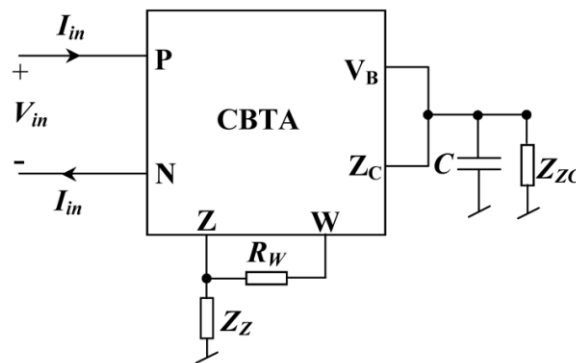 I_in
+
P
V_in
-
N
I_in
CBTA
V_B
Z_C
C
Z_ZC
Z
W
R_W
Z_Z